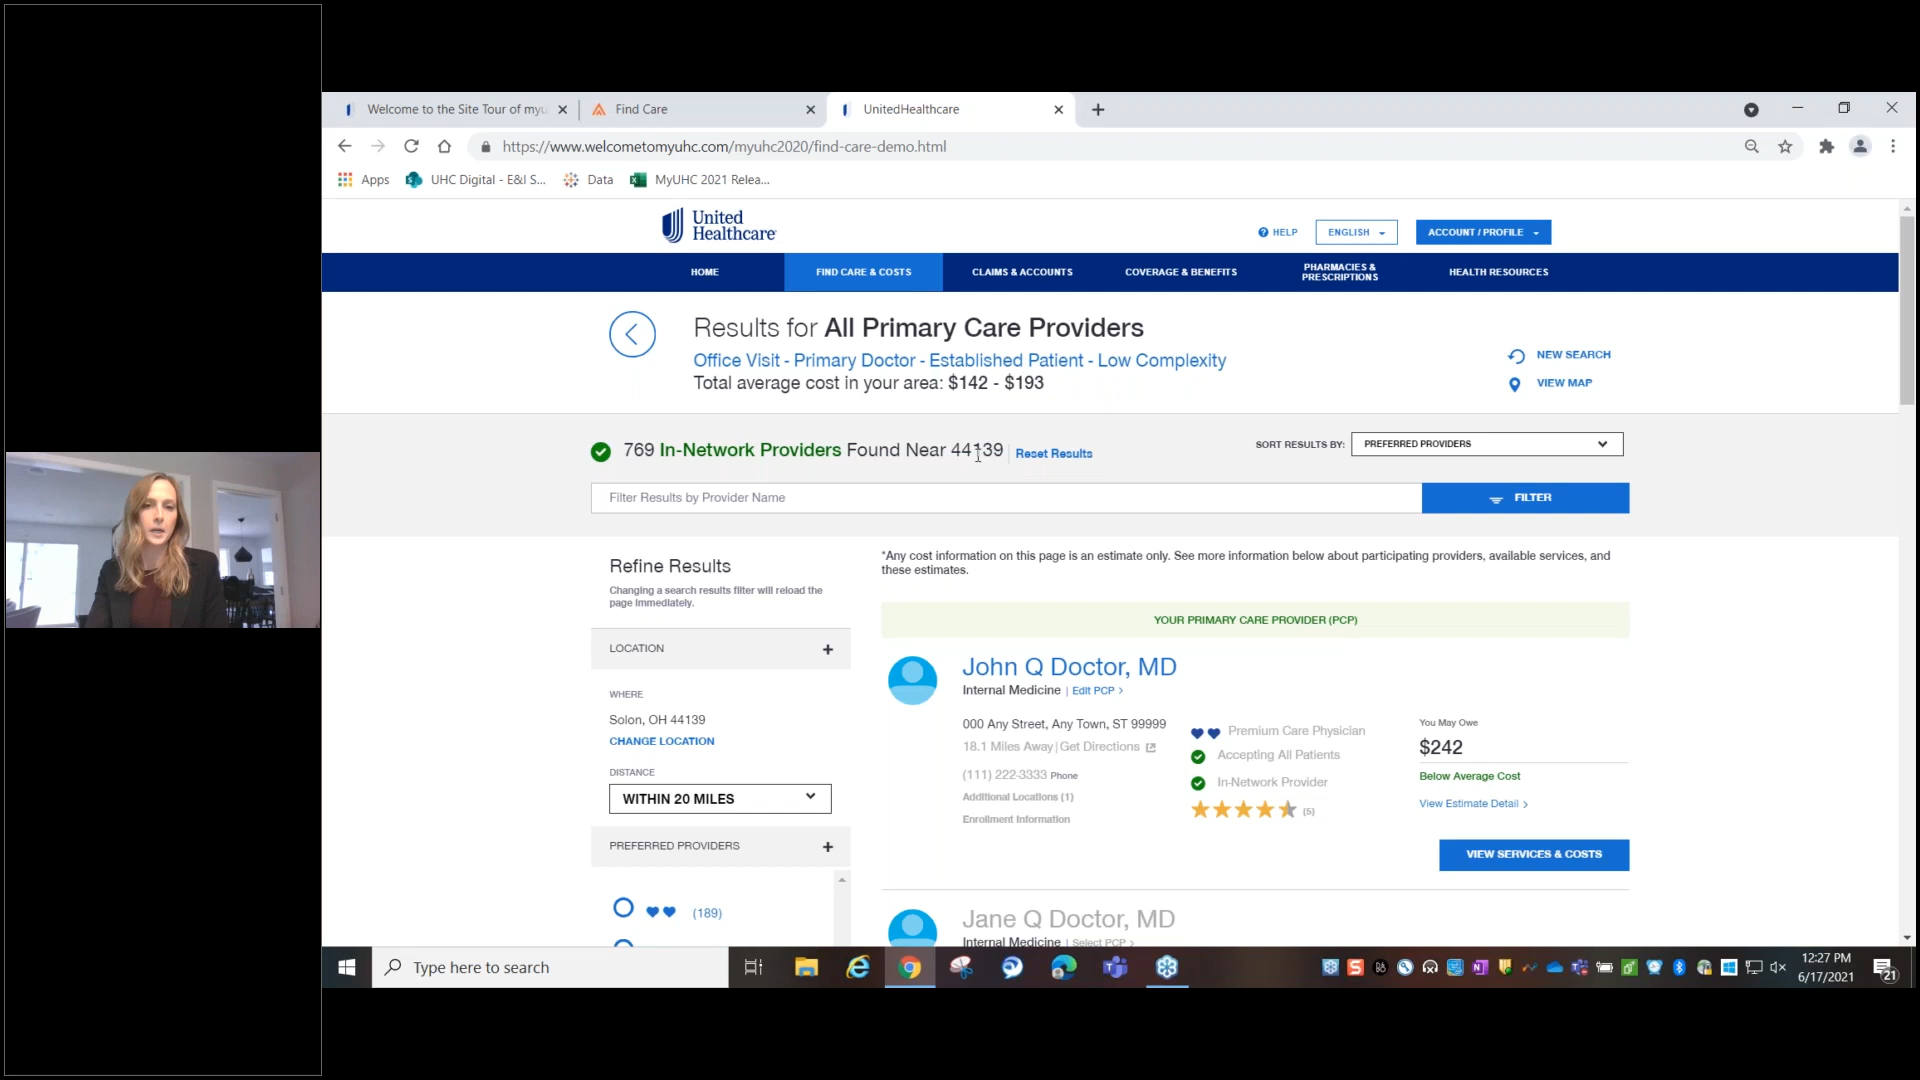 Welcome to the Site Tour of myu
Find Care
UnitedHealthcare
https://www.welcometomyuhc.com/myuhc2020/find-care-demo.html
Apps
UHC Digital - E&I S...
Data
MyUHC 2021 Relea...
United
Healthcare
HELP
ENGLISH
ACCOUNT / PROFILE
HOME
FIND CARE & COSTS
CLAIMS & ACCOUNTS
COVERAGE & BENEFITS
PHARMACIES &
PRESCRIPTIONS
HEALTH RESOURCES
Results for All Primary Care Providers
Office Visit - Primary Doctor - Established Patient - Low Complexity
Total average cost in your area: $142 - $193
NEW SEARCH
VIEW MAP
769 In-Network Providers Found Near 44139
Reset Results
SORT RESULTS BY:
PREFERRED PROVIDERS
Filter Results by Provider Name
FILTER
Refine Results
Changing a search results filter will reload the
page immediately.
LOCATION
WHERE
Solon, OH 44139
CHANGE LOCATION
DISTANCE
WITHIN 20 MILES
PREFERRED PROVIDERS
(189)
*Any cost information on this page is an estimate only. See more information below about participating providers, available services, and
these estimates.
YOUR PRIMARY CARE PROVIDER (PCP)
John Q Doctor, MD
Internal Medicine | Edit PCP >
000 Any Street, Any Town, ST 99999
18.1 Miles Away | Get Directions
(111) 222-3333 Phone
Additional Locations (1)
Enrollment Information
Premium Care Physician
Accepting All Patients
In-Network Provider
(5)
You May Owe
$242
Below Average Cost
View Estimate Detail >
VIEW SERVICES & COSTS
Jane Q Doctor, MD
Internal Medicine | Select PCP >
Type here to search
12:27 PM
6/17/2021
21